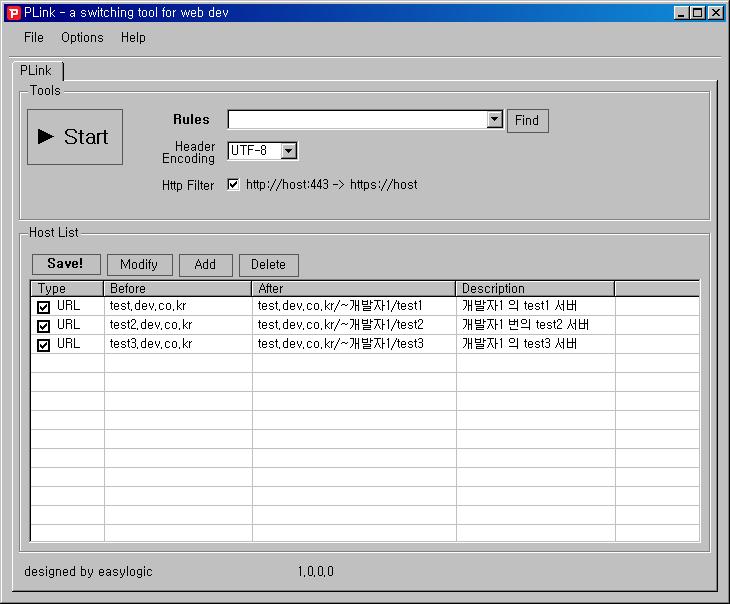 PLink - a switching tool for web dev
File Options Help
PLink
Tools
Start
Rules
Find
Header Encoding
UTF-8
Http Filter
http://host:443 -> https://host
Host List
Save! Modify Add Delete
Type Before After Description
URL test.dev.co.kr test.dev.co.kr/~개발자1/test1 개발자1 의 test1 서버
URL test2.dev.co.kr test.dev.co.kr/~개발자1/test2 개발자1 번의 test2 서버
URL test3.dev.co.kr test.dev.co.kr/~개발자1/test3 개발자1 의 test3 서버
designed by easylogic 1.0.0.0